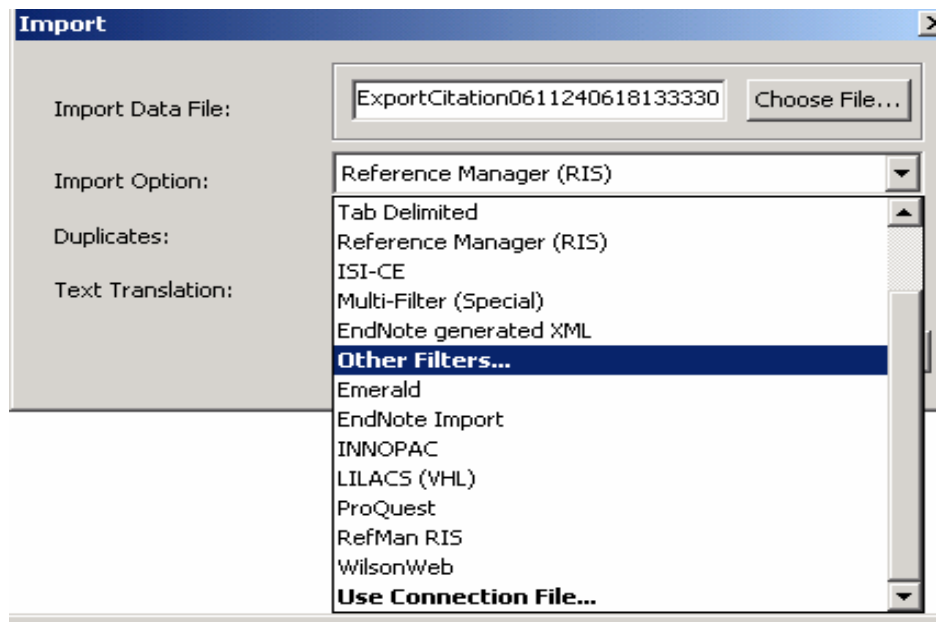 Import
Import Data File:
ExportCitation0611240618133330
Choose File...
Import Option:
Reference Manager (RIS)
Duplicates:
Text Translation:
Tab Delimited
Reference Manager (RIS)
ISI-CE
Multi-Filter (Special)
EndNote generated XML
Other Filters...
Emerald
EndNote Import
INNOPAC
LILACS (VHL)
ProQuest
RefMan RIS
WilsonWeb
Use Connection File...